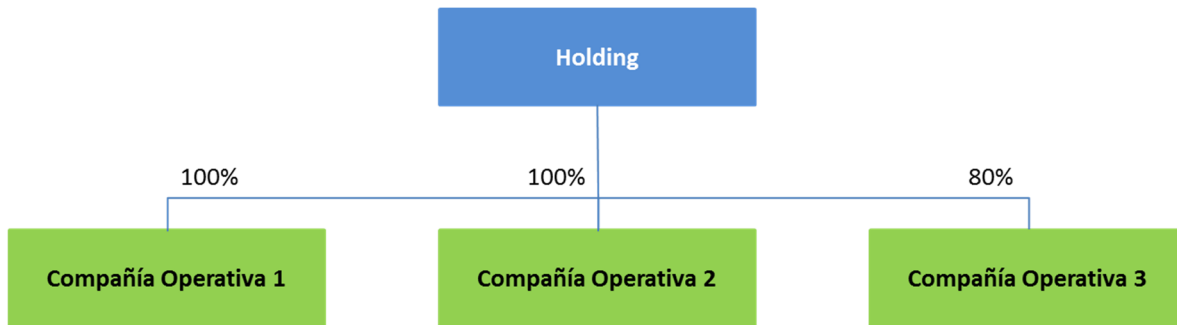 Holding
100%
100%
80%
Compañía Operativa 1
Compañía Operativa 2
Compañía Operativa 3